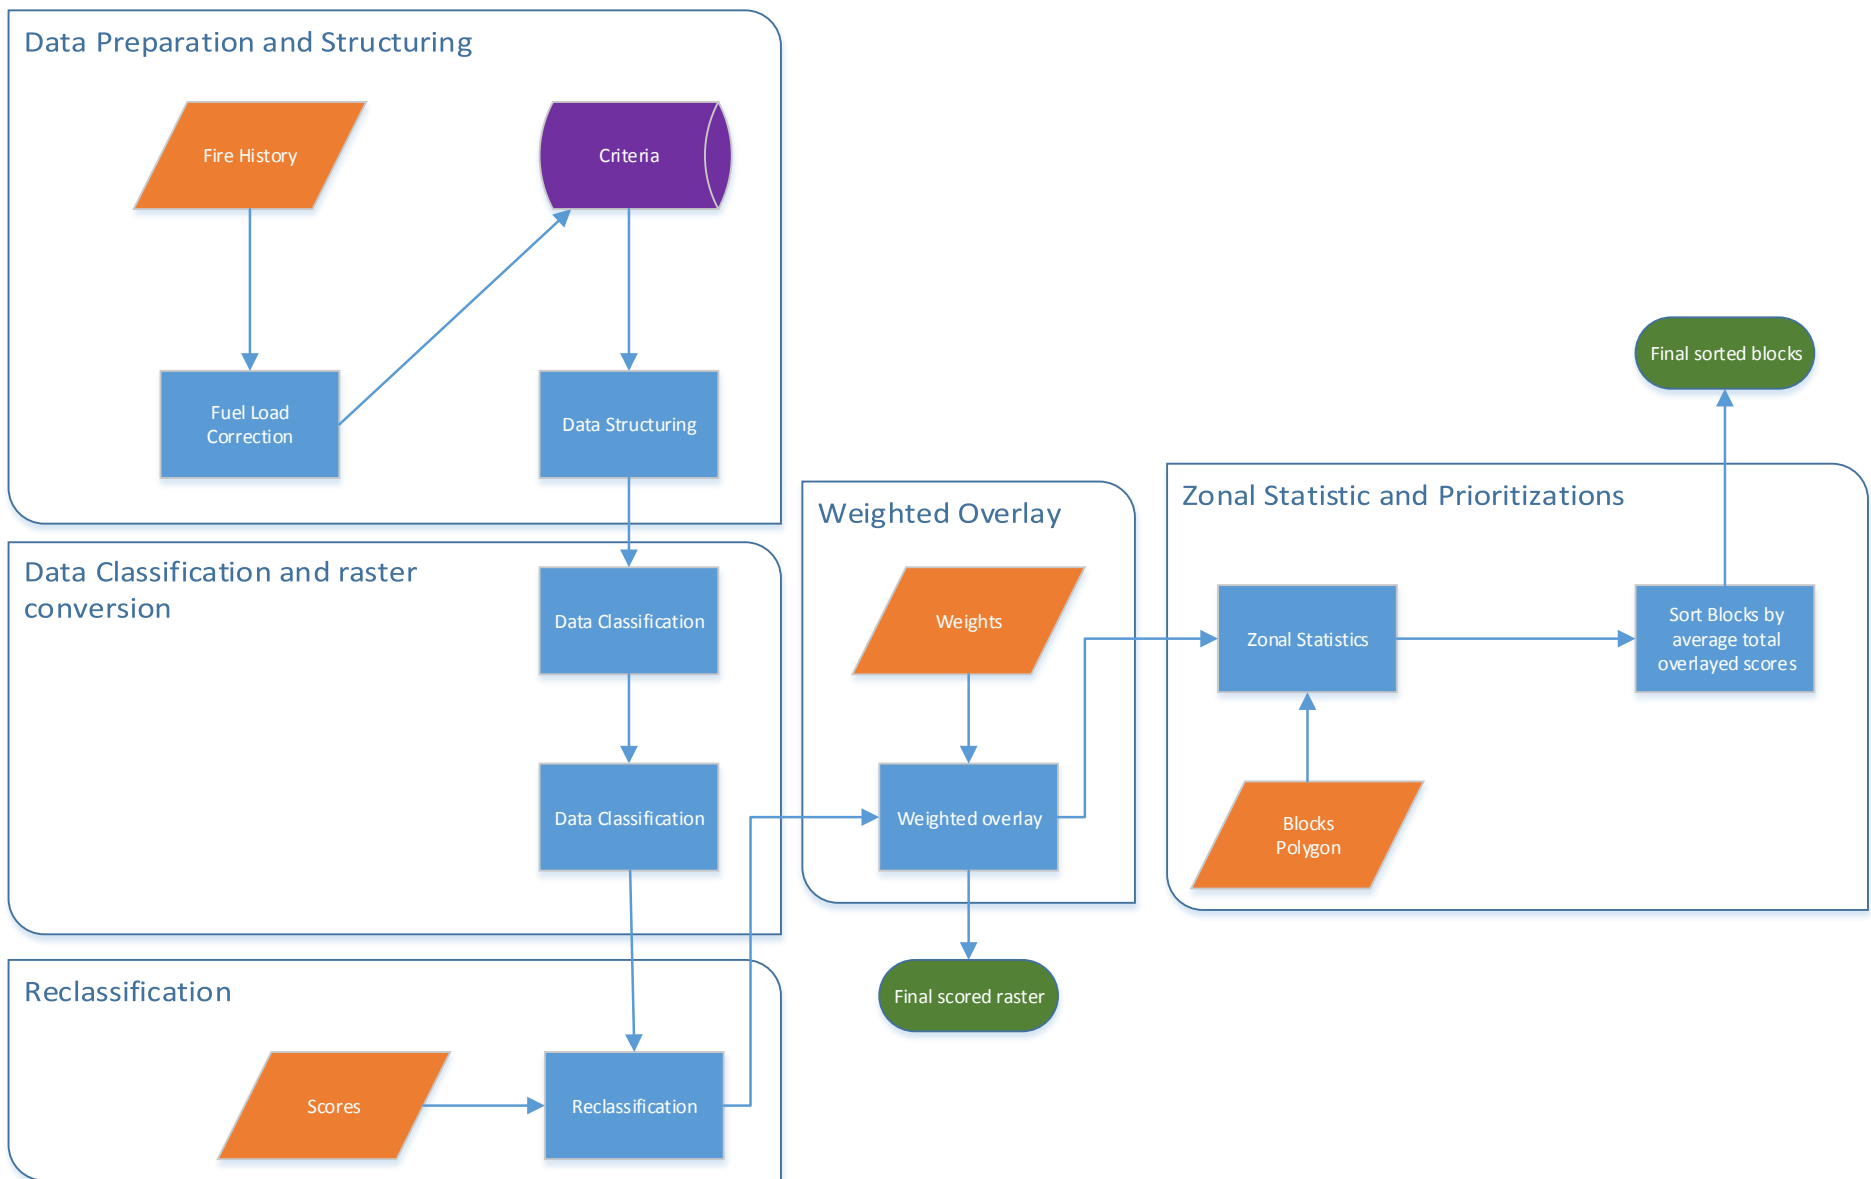 Data Preparation and Structuring
Fire History
Criteria
Fuel Load
Correction
Data Structuring
Data Classification and raster
conversion
Data Classification
Data Classification
Reclassification
Scores
Reclassification
Weighted Overlay
Weights
Weighted overlay
Final scored raster
Zonal Statistic and Prioritizations
Zonal Statistics
Blocks
Polygon
Sort Blocks by
average total
overlayed scores
Final sorted blocks